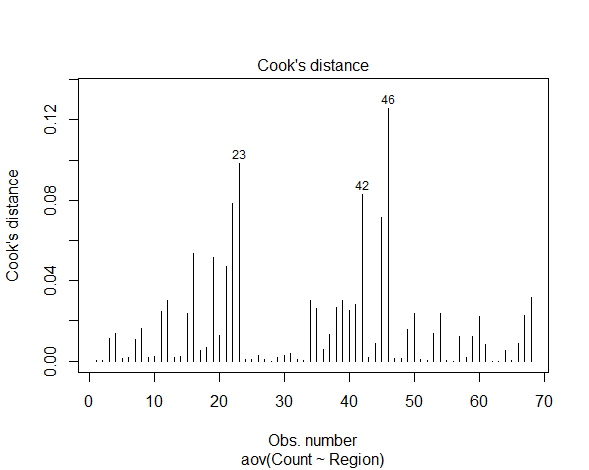 Cook's distance
46
23
42
Cook's distance
0.12
0.08
0.04
0.00
0 10 20 30 40 50 60 70
Obs. number
aov(Count ~ Region)